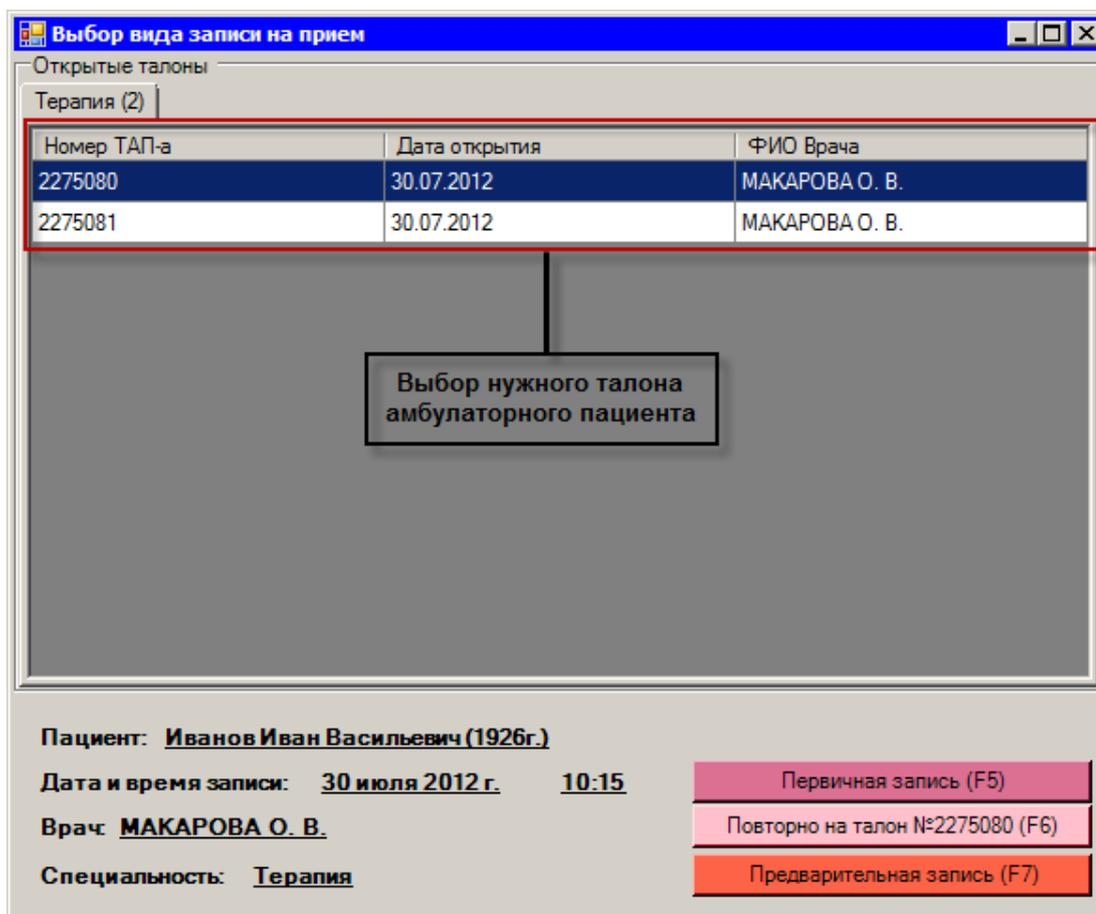 Выбор вида записи на прием
Открытые талоны
Терапия (2)
Номер ТАП-а Дата открытия ФИО Врача
2275080 30.07.2012 МАКАРОВА О. В.
2275081 30.07.2012 МАКАРОВА О. В.
Выбор нужного талона
амбулаторного пациента
Пациент: Иванов Иван Васильевич (1926г.)
Дата и время записи: 30 июля 2012 г. 10:15
Первичная запись (F5)
Врач: МАКАРОВА О. В.
Повторно на талон №2275080 (F6)
Специальность: Терапия
Предварительная запись (F7)